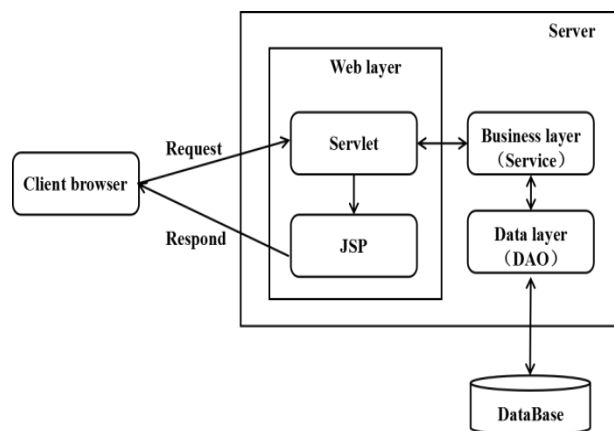 Server
Web layer
Request
Servlet
Business layer
（Service）
Client browser
Respond
JSP
Data layer
（DAO）
DataBase